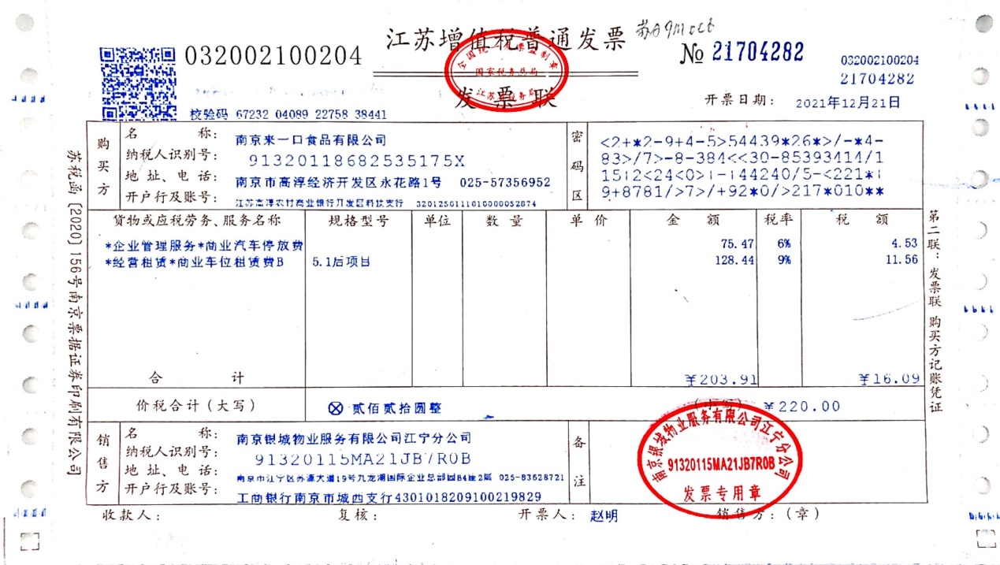 江苏增值税普通发票
032002100204
№ 21704282
032002100204
21704282
全国统一发票监制章
国家税务总局
江苏省税务局
发票联
校验码 67232 04089 22758 38441
开票日期： 2021年12月21日
购买方
名称： 南京来一口食品有限公司
纳税人识别号： 91320118682535175X
地址、电话： 南京市高淳经济开发区永花路1号 025-57356952
开户行及账号： 江苏高淳农村商业银行开发区科技支行 3201250111010000052874
密码区
<2+*2-9+4-5>54439*26*>/-*4-
83>/7>-8-384<<30-85393414/1
1512<24<0>1-144240/5-<221*1
9+8781/>7>/+92*0/>217*010**
货物或应税劳务、服务名称 规格型号 单位 数量 单价 金额 税率 税额
*企业管理服务*商业汽车停放费 75.47 6% 4.53
*经营租赁*商业车位租赁费B 5.1后项目 128.44 9% 11.56
合计 ¥203.91 ¥16.09
价税合计（大写） ⊗ 贰佰贰拾圆整 （小写） ¥220.00
销售方
名称： 南京银城物业服务有限公司江宁分公司
纳税人识别号： 91320115MA21JB7R0B
地址、电话： 南京市江宁区苏源大道19号九龙湖国际企业总部园B4座2层 025-83628721
开户行及账号： 工商银行南京市城西支行4301018209100219829
备注
南京银城物业服务有限公司江宁分公司
91320115MA21JB7R0B
发票专用章
收款人： 复核： 开票人： 赵明 销售方：（章）
苏税函 [2020] 156号南京票据证券印刷有限公司
第二联：发票联 购买方记账凭证